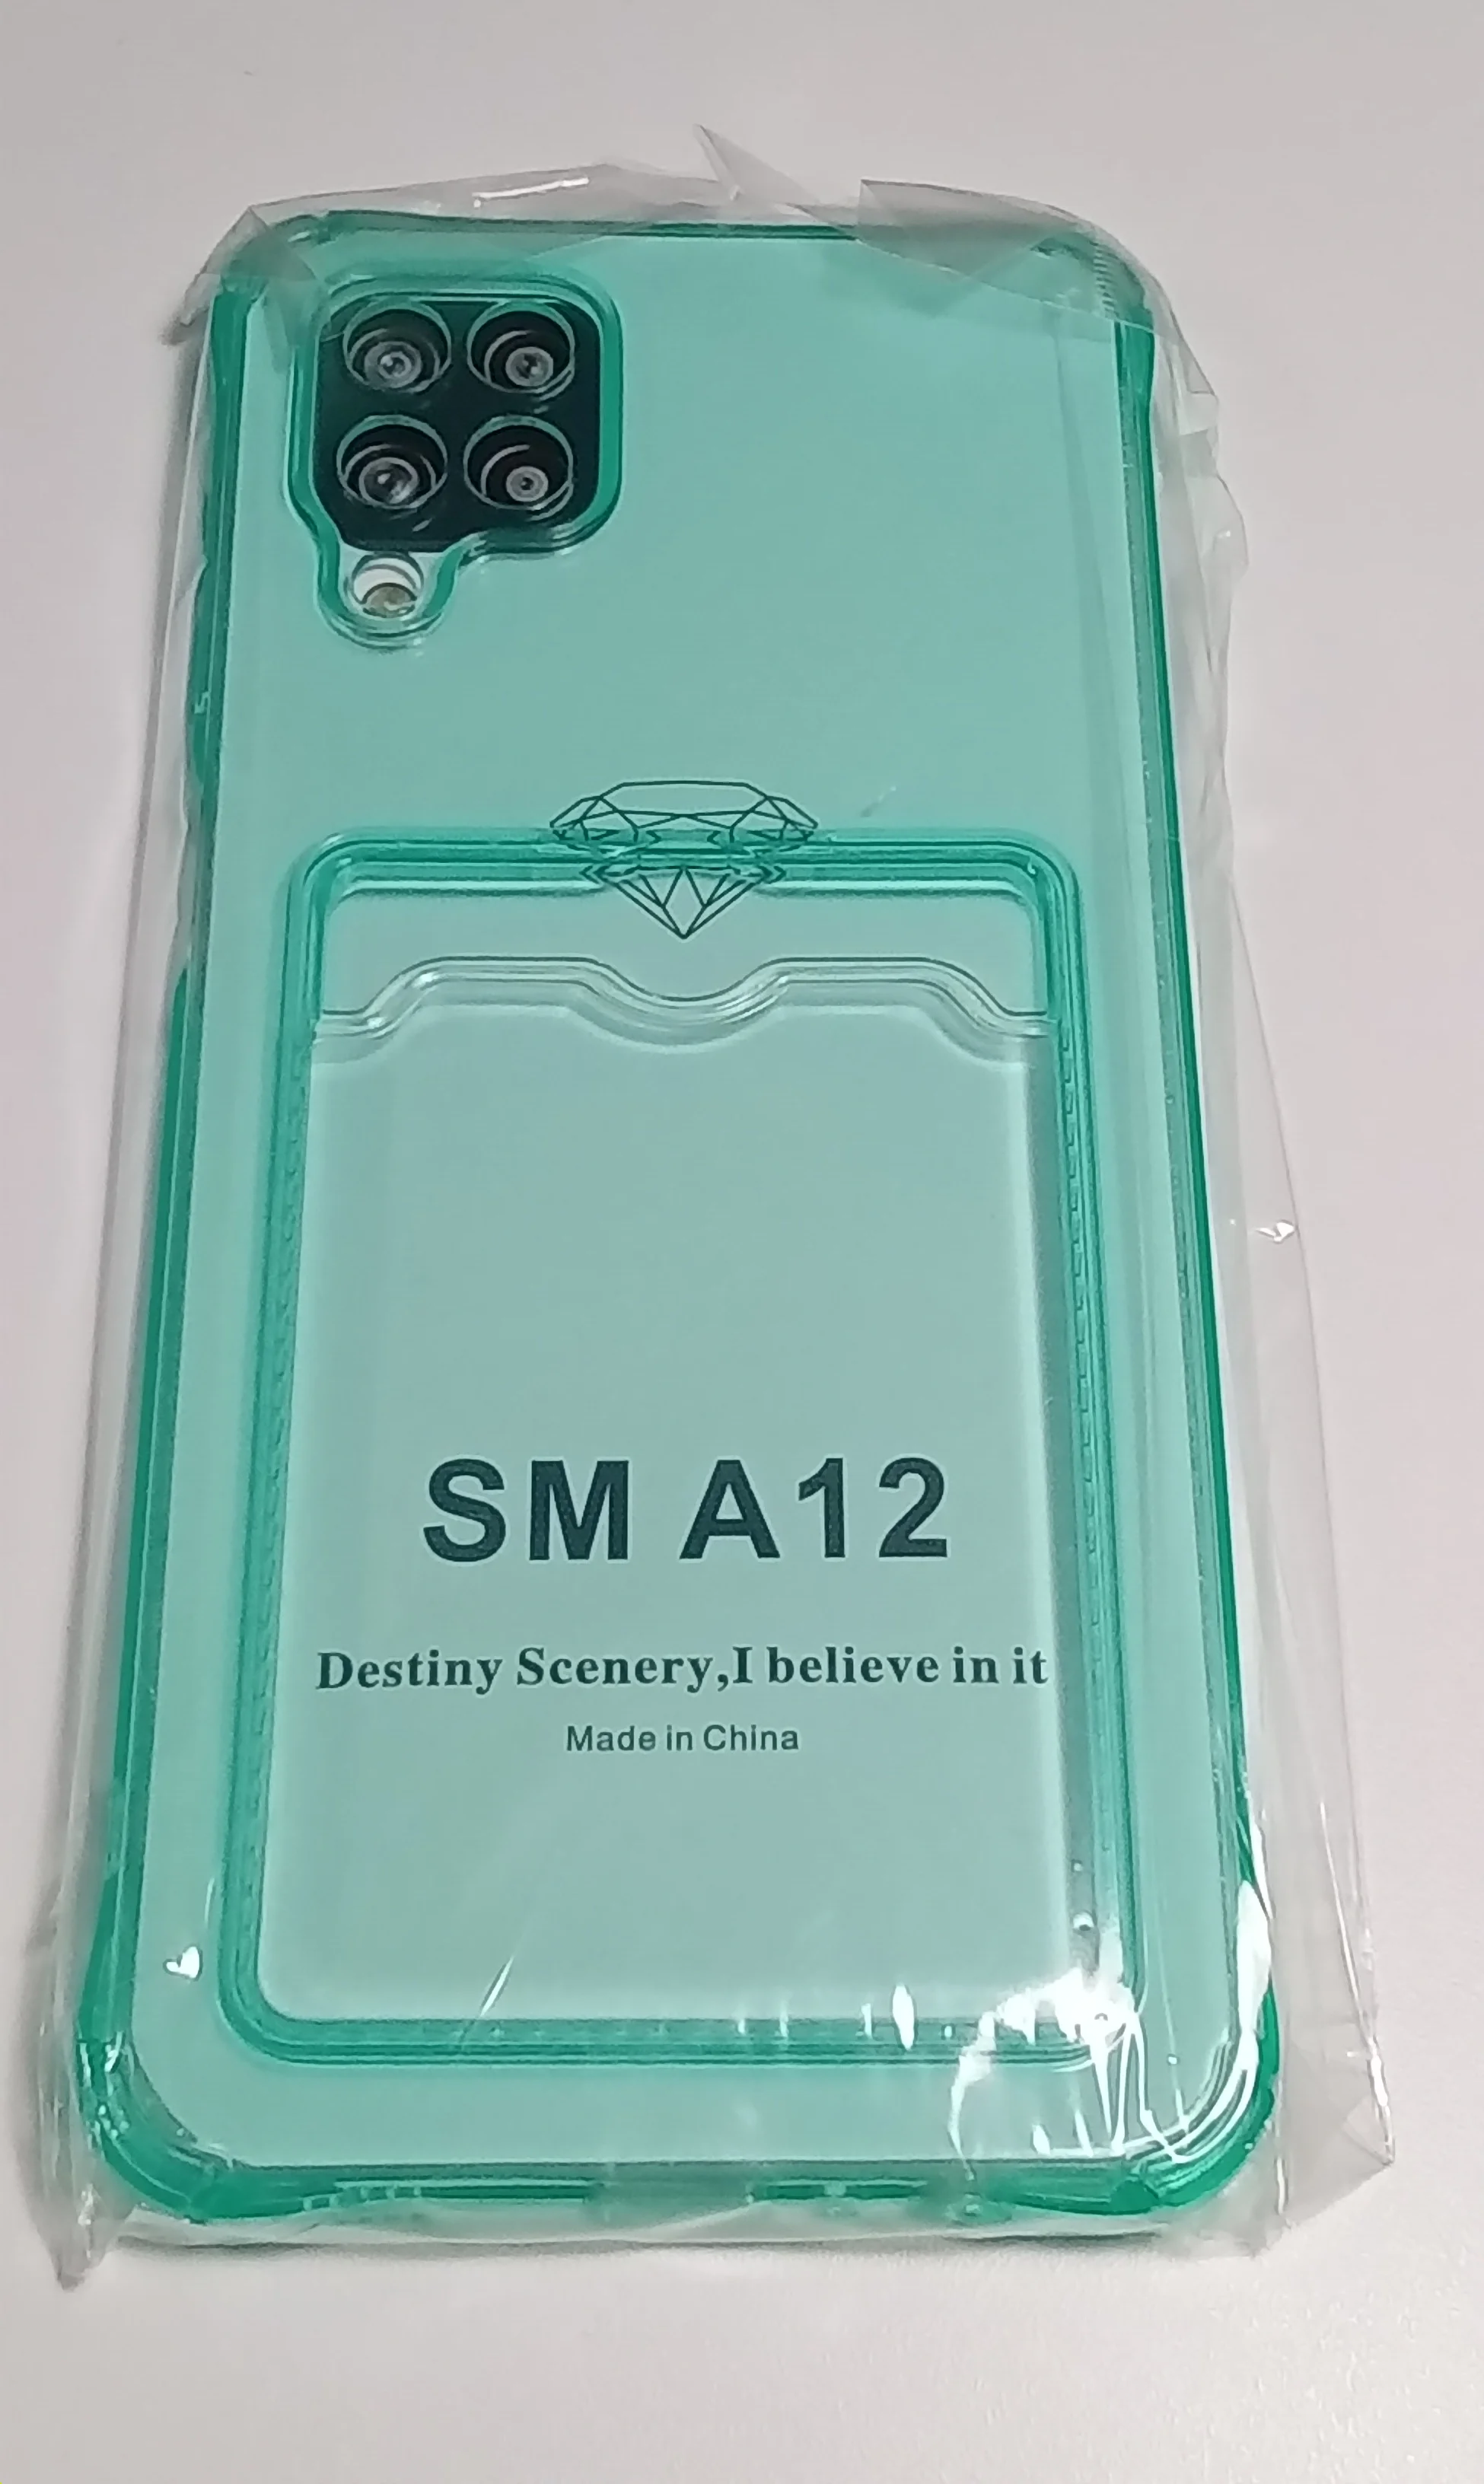 SM A12
Destiny Scenery,I believe in it
Made in China